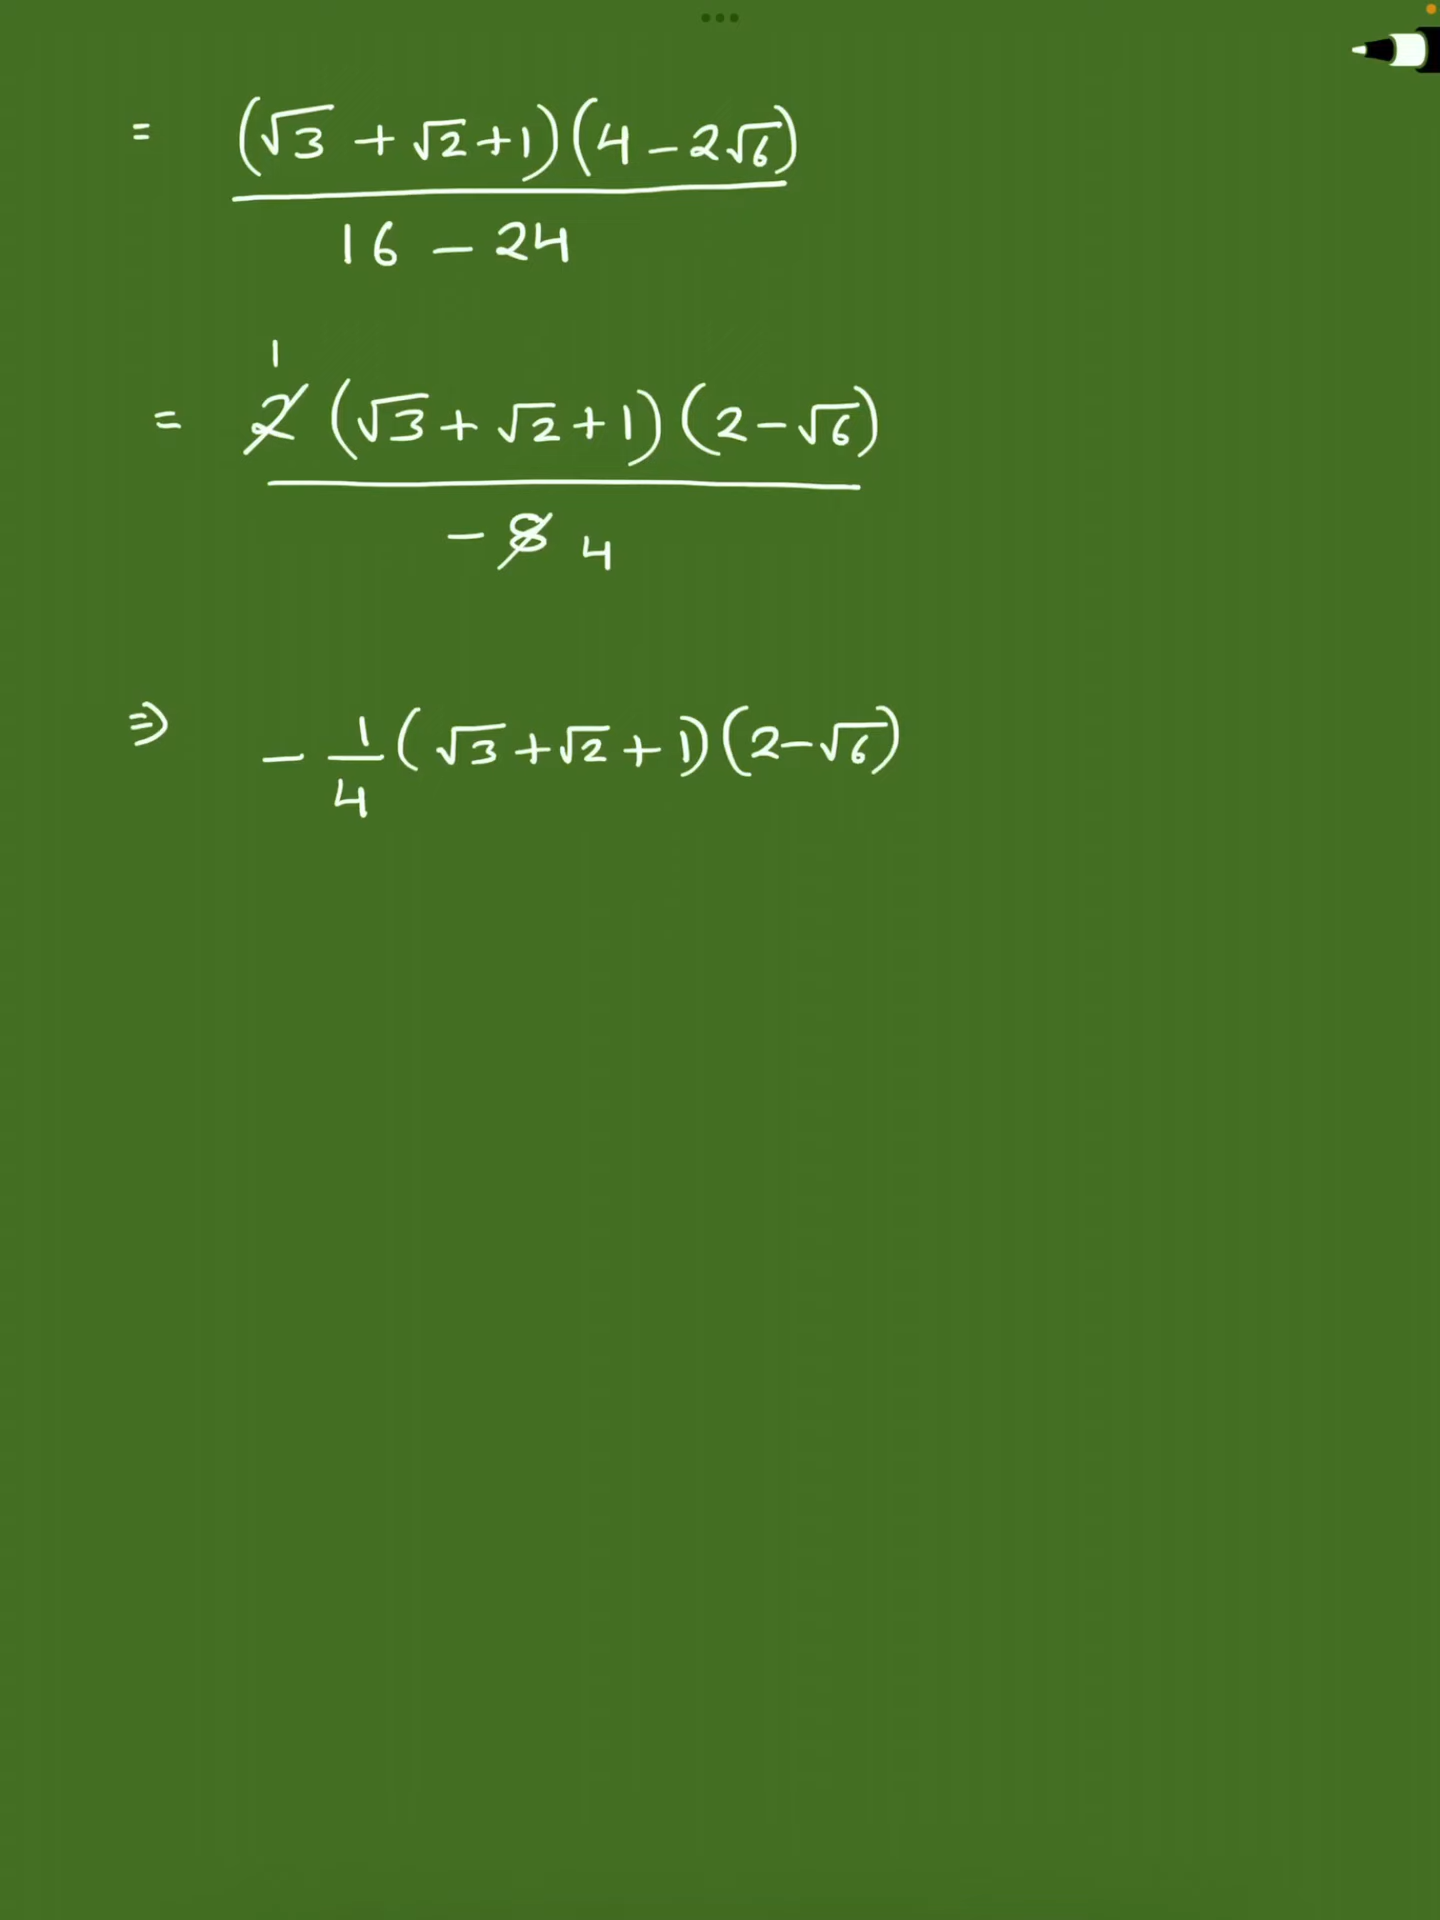 = (√3 + √2 + 1)(4 - 2√6)
16 - 24
1
= 2 (√3 + √2 + 1)(2 - √6)
- 8 4
⇒ - 1/4 (√3 + √2 + 1)(2 - √6)